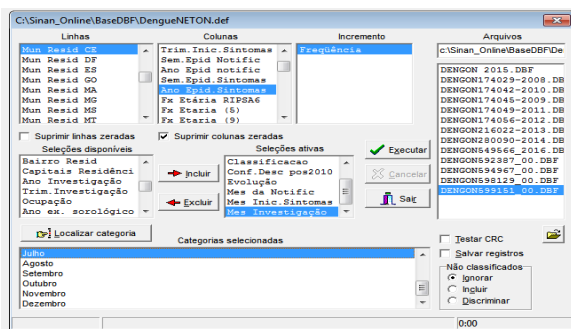 C:\Sinan_Online\BaseDBF\DengueNETON.def
Linhas
Mun Resid CE
Mun Resid DF
Mun Resid ES
Mun Resid GO
Mun Resid MA
Mun Resid MG
Mun Resid MS
Mun Resid MT
Colunas
Trim.Inic.Sintomas
Sem.Epid Notific
Ano Epid notific
Sem Epid.Sintomas
Ano Epid.Sintomas
Fx Etária RIPSA6
Fx Etaria (5)
Fx Etaria (9)
Incremento
Freqüência
Arquivos
c:\Sinan_Online\BaseDBF\De
DENGON 2015.DBF
DENGON174029-2008.DB
DENGON174042-2010.DB
DENGON174045-2009.DB
DENGON174049-2011.DB
DENGON174056-2012.DB
DENGON216022-2013.DB
DENGON280090-2014.DB
DENGON549566_2016.DB
DENGON592387_00.DBF
DENGON594967_00.DBF
DENGON598129_00.DBF
DENGON599151_00.DBF
Suprimir linhas zeradas
Suprimir colunas zeradas
Seleções disponíveis
Bairro Resid
Capitais Residênci
Ano Investigação
Trim.Investigação
Ocupação
Ano ex. sorológico
Incluir
Excluir
Seleções ativas
Classificacao
Conf.Desc pos2010
Evolução
Mes da Notific
Mes Inic.Sintomas
Mes Investigação
Executar
Cancelar
Sair
Localizar categoria
Categorias selecionadas
Julho
Agosto
Setembro
Outubro
Novembro
Dezembro
Testar CRC
Salvar registros
Não classificados
Ignorar
Incluir
Discriminar
0:00